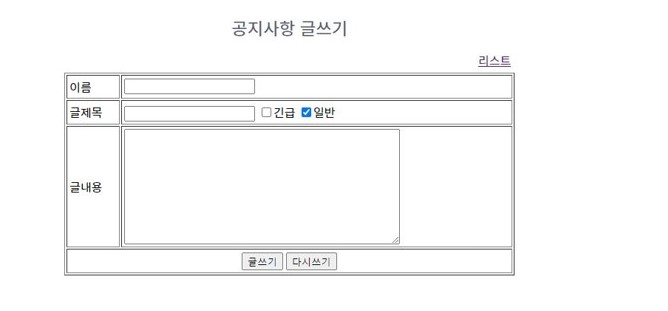 공지사항 글쓰기
리스트
이름
글제목 긴급 일반
글내용
글쓰기 다시쓰기